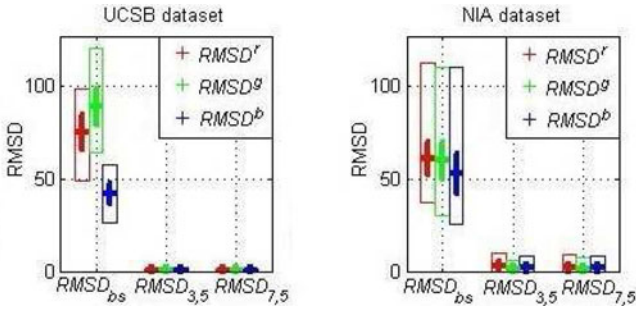 UCSB dataset
RMSD
100
50
0
RMSD^r
RMSD^g
RMSD^b
RMSD_bs RMSD_3,5 RMSD_7,5
NIA dataset
RMSD
100
50
0
RMSD^r
RMSD^g
RMSD^b
RMSD_bs RMSD_3,5 RMSD_7,5